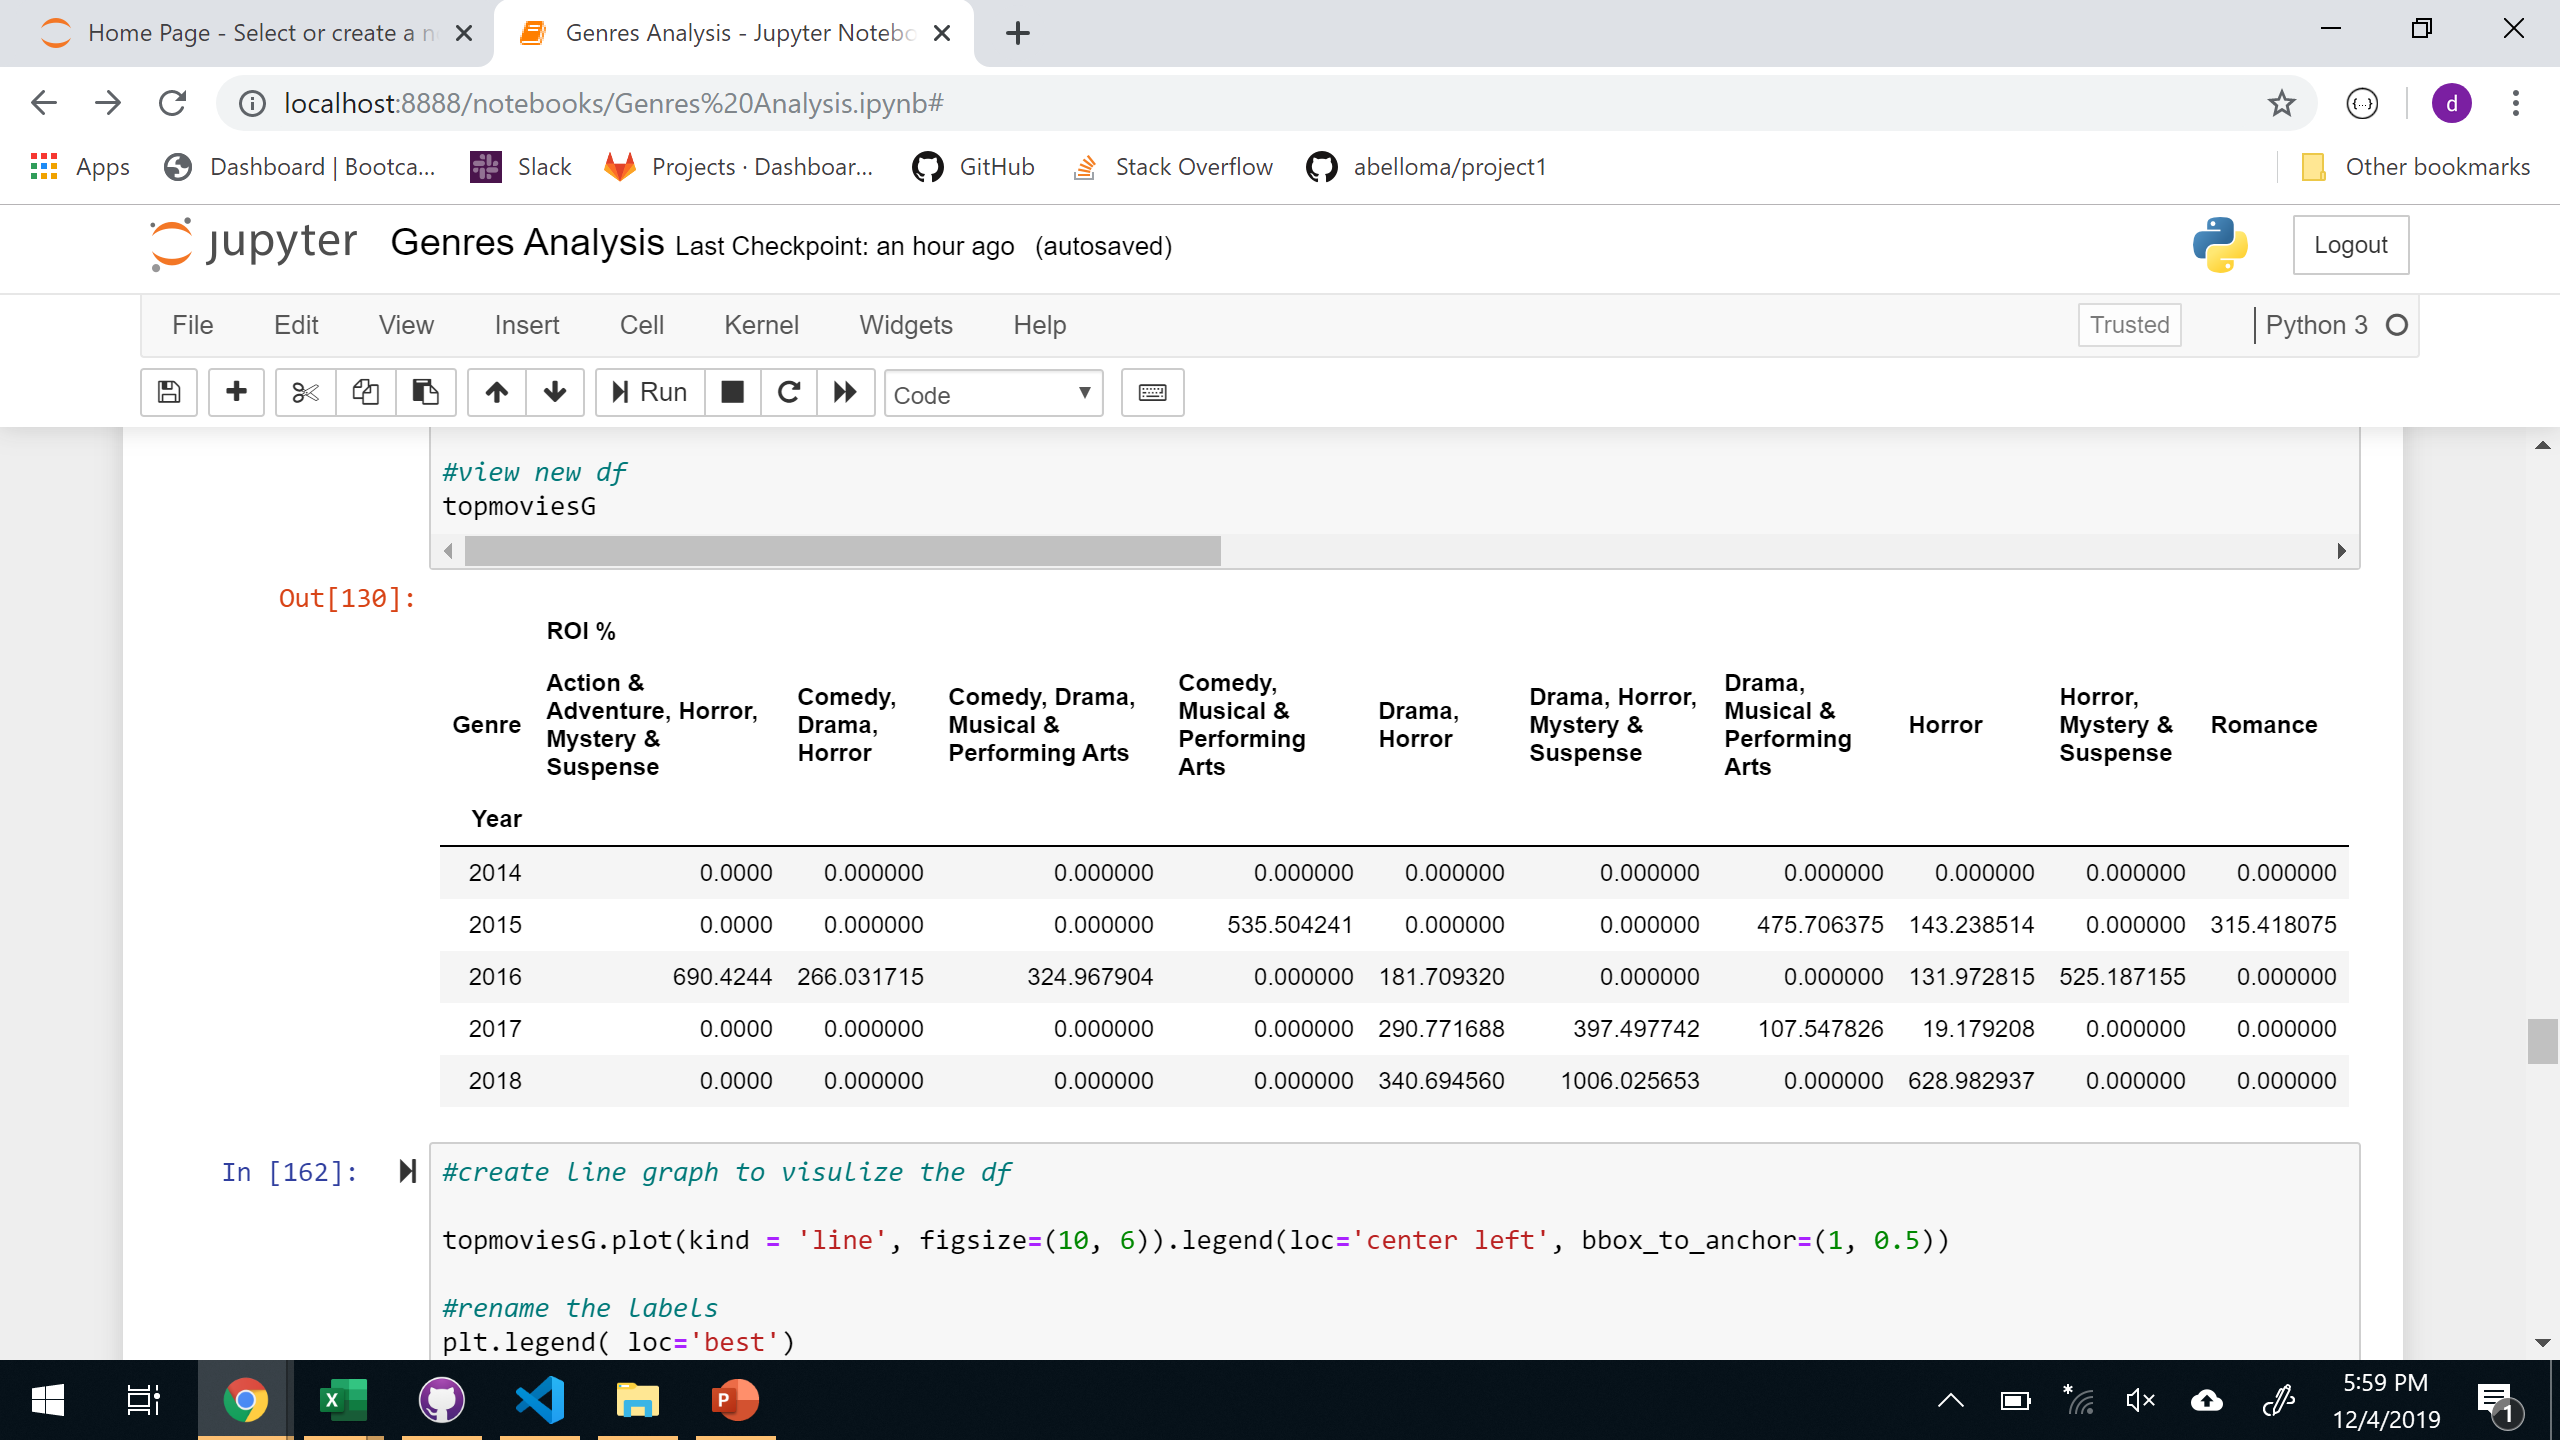 Home Page - Select or create a n
Genres Analysis - Jupyter Notebo
localhost:8888/notebooks/Genres%20Analysis.ipynb#
{...}
d
Apps
Dashboard | Bootca...
Slack
Projects · Dashboar...
GitHub
Stack Overflow
abelloma/project1
Other bookmarks
jupyter Genres Analysis Last Checkpoint: an hour ago (autosaved)
Logout
File Edit View Insert Cell Kernel Widgets Help
Trusted
Python 3
Run
Code
#view new df
topmoviesG
Out[130]:
ROI %
Genre
Action &
Adventure, Horror,
Mystery &
Suspense
Comedy,
Drama,
Horror
Comedy, Drama,
Musical &
Performing Arts
Comedy,
Musical &
Performing
Arts
Drama,
Horror
Drama, Horror,
Mystery &
Suspense
Drama,
Musical &
Performing
Arts
Horror
Horror,
Mystery &
Suspense
Romance
Year
2014 0.0000 0.000000 0.000000 0.000000 0.000000 0.000000 0.000000 0.000000 0.000000 0.000000
2015 0.0000 0.000000 0.000000 535.504241 0.000000 0.000000 475.706375 143.238514 0.000000 315.418075
2016 690.4244 266.031715 324.967904 0.000000 181.709320 0.000000 0.000000 131.972815 525.187155 0.000000
2017 0.0000 0.000000 0.000000 0.000000 290.771688 397.497742 107.547826 19.179208 0.000000 0.000000
2018 0.0000 0.000000 0.000000 0.000000 340.694560 1006.025653 0.000000 628.982937 0.000000 0.000000
In [162]:
#create line graph to visulize the df
topmoviesG.plot(kind = 'line', figsize=(10, 6)).legend(loc='center left', bbox_to_anchor=(1, 0.5))
#rename the labels
plt.legend( loc='best')
X
P
5:59 PM
12/4/2019
1